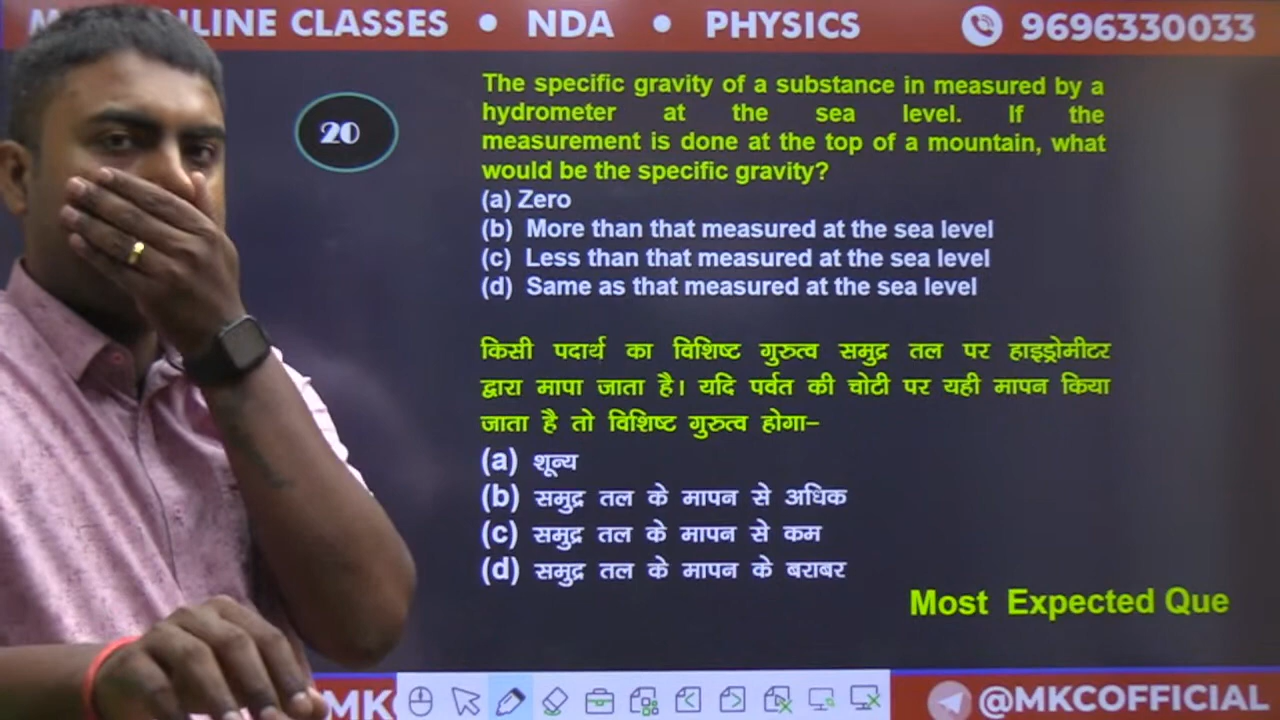 LINE CLASSES • NDA • PHYSICS 9696330033
20
The specific gravity of a substance in measured by a
hydrometer at the sea level. If the
measurement is done at the top of a mountain, what
would be the specific gravity?
(a) Zero
(b) More than that measured at the sea level
(c) Less than that measured at the sea level
(d) Same as that measured at the sea level
किसी पदार्थ का विशिष्ट गुरुत्व समुद्र तल पर हाइड्रोमीटर
द्वारा मापा जाता है। यदि पर्वत की चोटी पर यही मापन किया
जाता है तो विशिष्ट गुरुत्व होगा–
(a) शून्य
(b) समुद्र तल के मापन से अधिक
(c) समुद्र तल के मापन से कम
(d) समुद्र तल के मापन के बराबर
Most Expected Que
MKC @MKCOFFICIAL